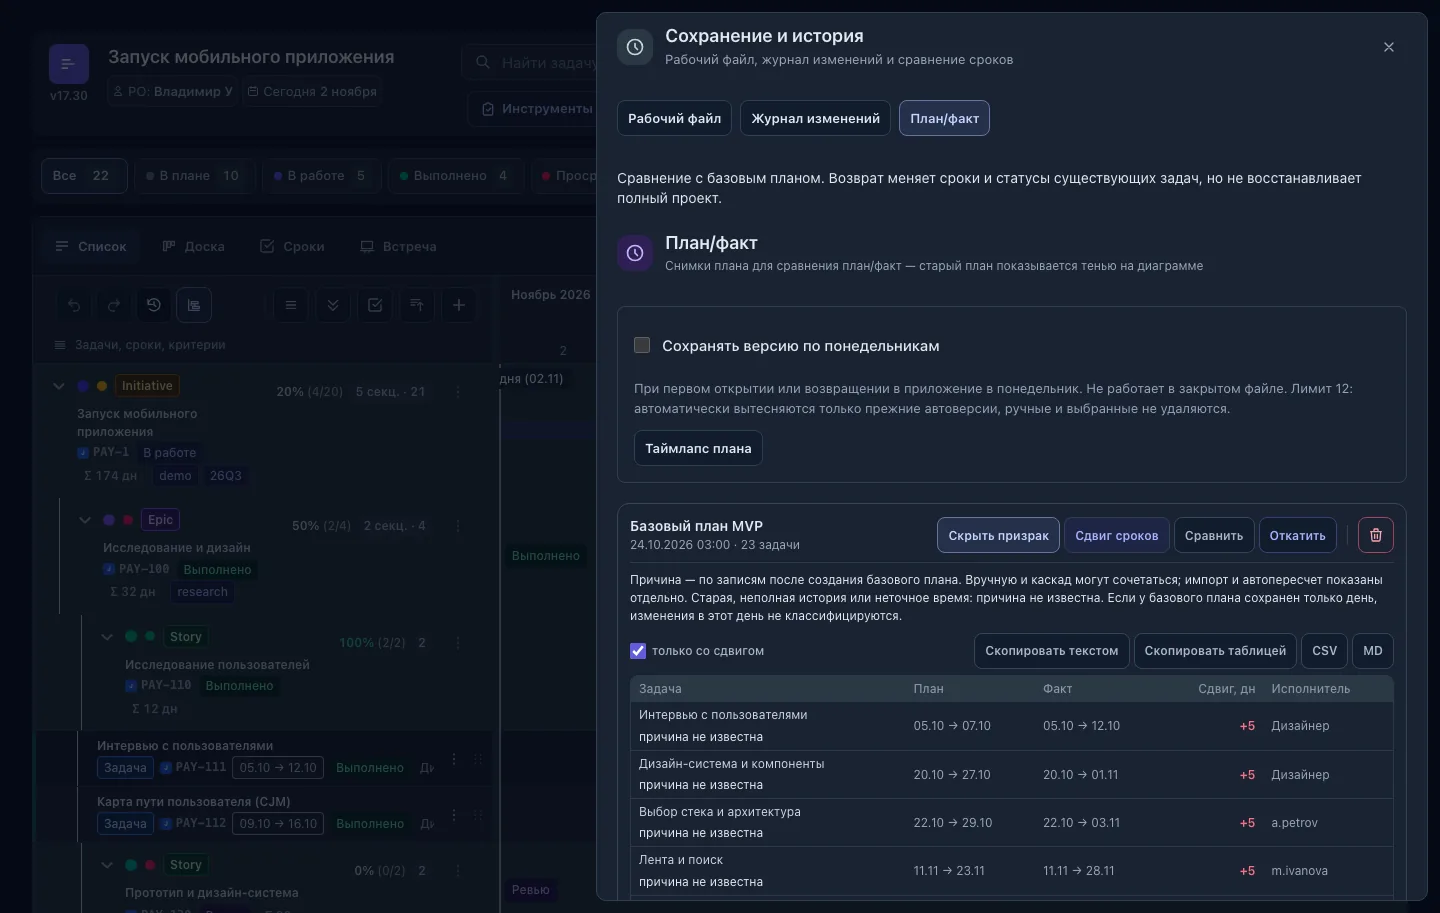 Запуск мобильного приложения
v17.30
PO: Владимир У
Сегодня 2 ноября
Найти задачу
Инструменты
Все 22
В плане 10
В работе 5
Выполнено 4
Проср
Список
Доска
Сроки
Встреча
Ноябрь 2026
Задачи, сроки, критерии
2
дня (02.11)
Initiative
20% (4/20) 5 секц. · 21
Запуск мобильного
приложения
PAY-1 В работе
Σ 174 дн demo 26Q3
Epic
50% (2/4) 2 секц. · 4
Исследование и дизайн
PAY-100 Выполнено
Σ 32 дн research
Выполнено
Story
100% (2/2) 2
Исследование пользователей
PAY-110 Выполнено
Σ 12 дн
Интервью с пользователями
Задача PAY-111 05.10 → 12.10 Выполнено
Карта пути пользователя (CJM)
Задача PAY-112 09.10 → 16.10 Выполнено
Story
0% (0/2) 2
Прототип и дизайн-система
Ревью
Сохранение и история
Рабочий файл, журнал изменений и сравнение сроков
Рабочий файл
Журнал изменений
План/факт
Сравнение с базовым планом. Возврат меняет сроки и статусы существующих задач, но не восстанавливает
полный проект.
План/факт
Снимки плана для сравнения план/факт — старый план показывается тенью на диаграмме
Сохранять версию по понедельникам
При первом открытии или возвращении в приложение в понедельник. Не работает в закрытом файле. Лимит 12:
автоматически вытесняются только прежние автоверсии, ручные и выбранные не удаляются.
Таймлапс плана
Базовый план MVP
24.10.2026 03:00 · 23 задачи
Скрыть призрак
Сдвиг сроков
Сравнить
Откатить
Причина — по записям после создания базового плана. Вручную и каскад могут сочетаться; импорт и автопересчет показаны
отдельно. Старая, неполная история или неточное время: причина не известна. Если у базового плана сохранен только день,
изменения в этот день не классифицируются.
только со сдвигом
Скопировать текстом
Скопировать таблицей
CSV
MD
Задача План Факт Сдвиг, дн Исполнитель
Интервью с пользователями
причина не известна
05.10 → 07.10 05.10 → 12.10 +5 Дизайнер
Дизайн-система и компоненты
причина не известна
20.10 → 27.10 20.10 → 01.11 +5 Дизайнер
Выбор стека и архитектура
причина не известна
22.10 → 29.10 22.10 → 03.11 +5 a.petrov
Лента и поиск
причина не известна
11.11 → 23.11 11.11 → 28.11 +5 m.ivanova